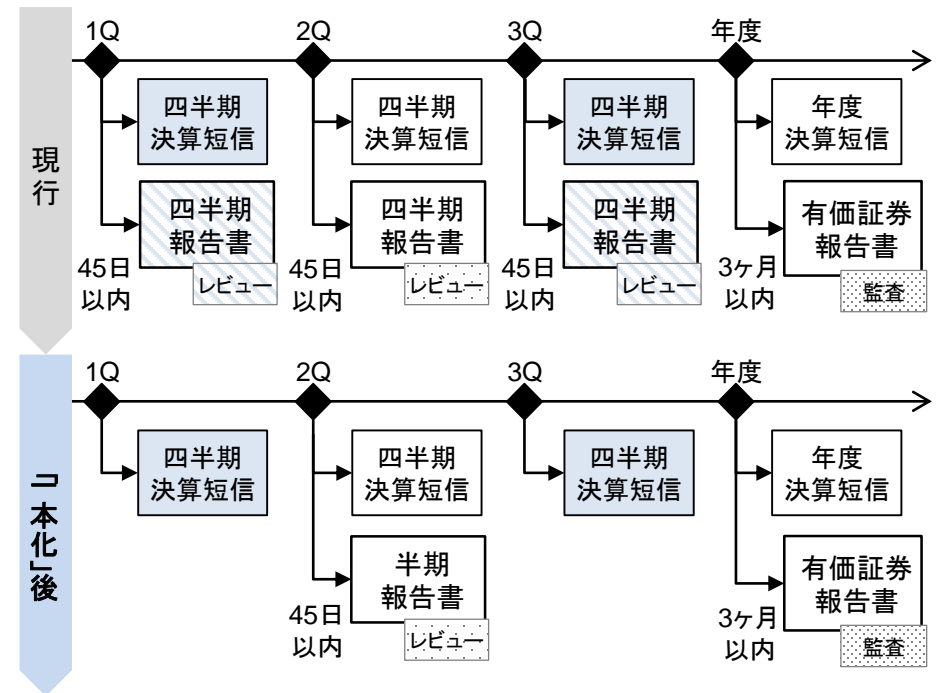 現行
1Q
2Q
3Q
年度
四半期
決算短信
四半期
決算短信
四半期
決算短信
年度
決算短信
四半期
報告書
レビュー
45日
以内
四半期
報告書
レビュー
45日
以内
四半期
報告書
レビュー
45日
以内
有価証券
報告書
監査
3ヶ月
以内
「一本化」後
1Q
2Q
3Q
年度
四半期
決算短信
四半期
決算短信
四半期
決算短信
年度
決算短信
半期
報告書
レビュー
45日
以内
有価証券
報告書
監査
3ヶ月
以内